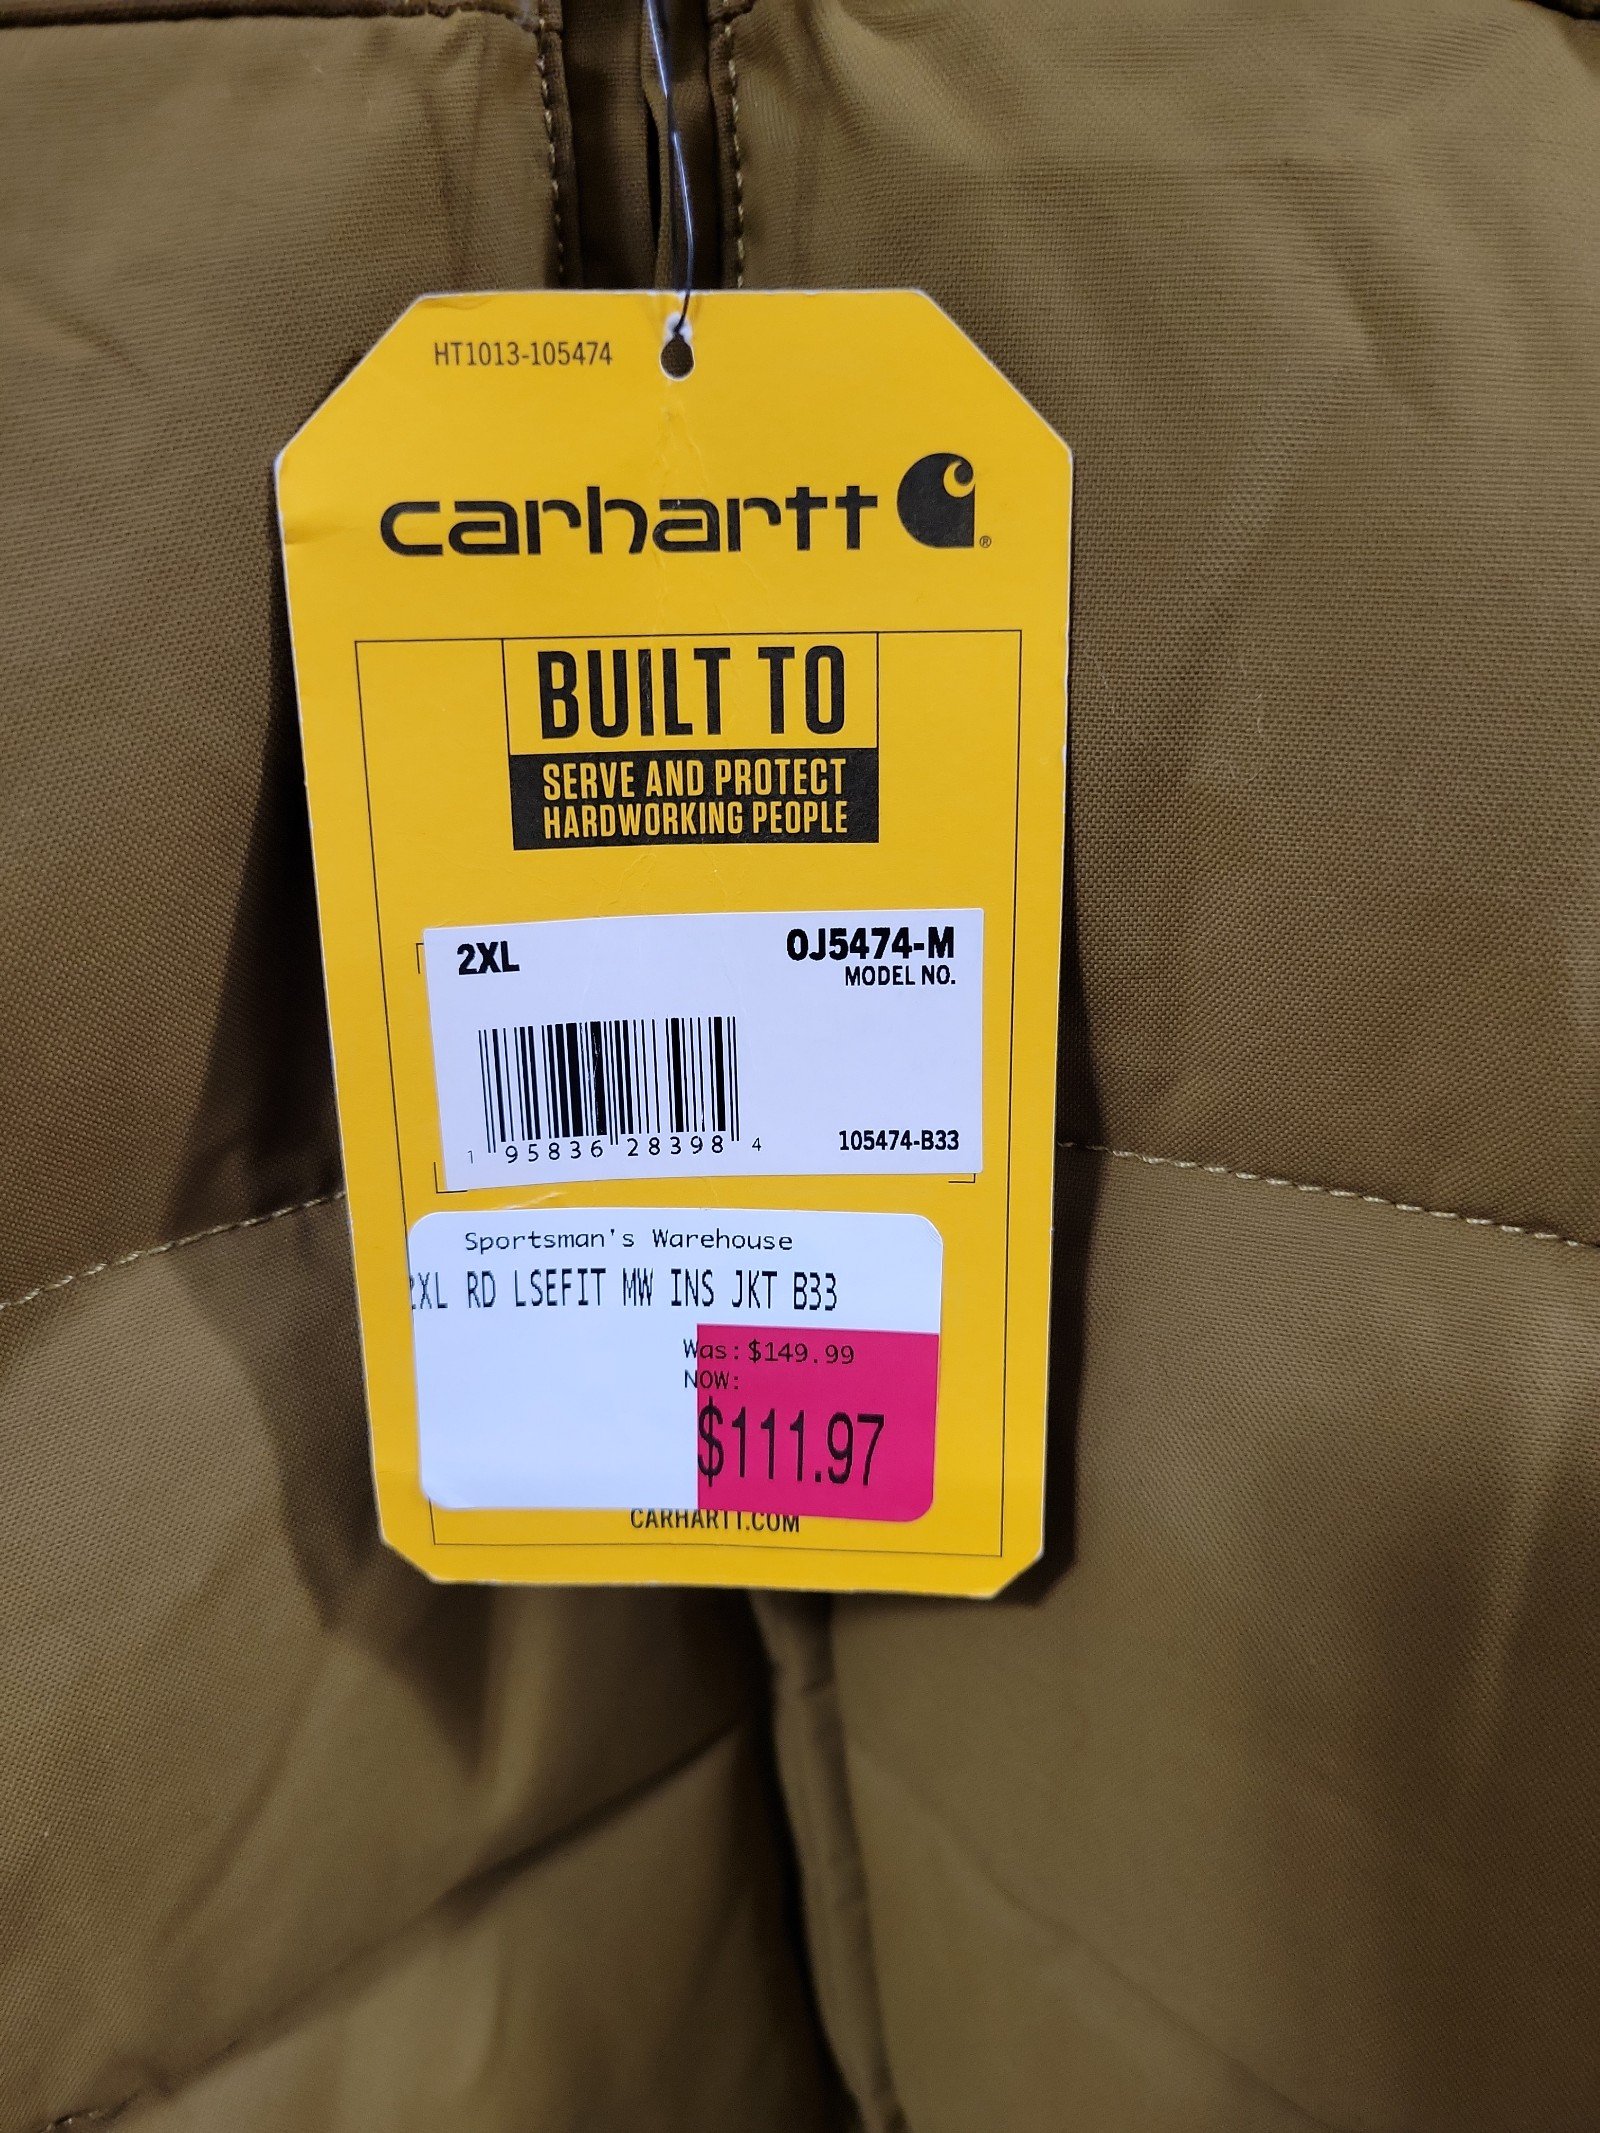 HT1013-105474
carhartt
BUILT TO
SERVE AND PROTECT
HARDWORKING PEOPLE
2XL
OJ5474-M
MODEL NO.
1 95836 28398 4
105474-B33
Sportsman's Warehouse
2XL RD LSEFIT MW INS JKT B33
Was: $149.99
NOW:
$111.97
CARHARTT.COM